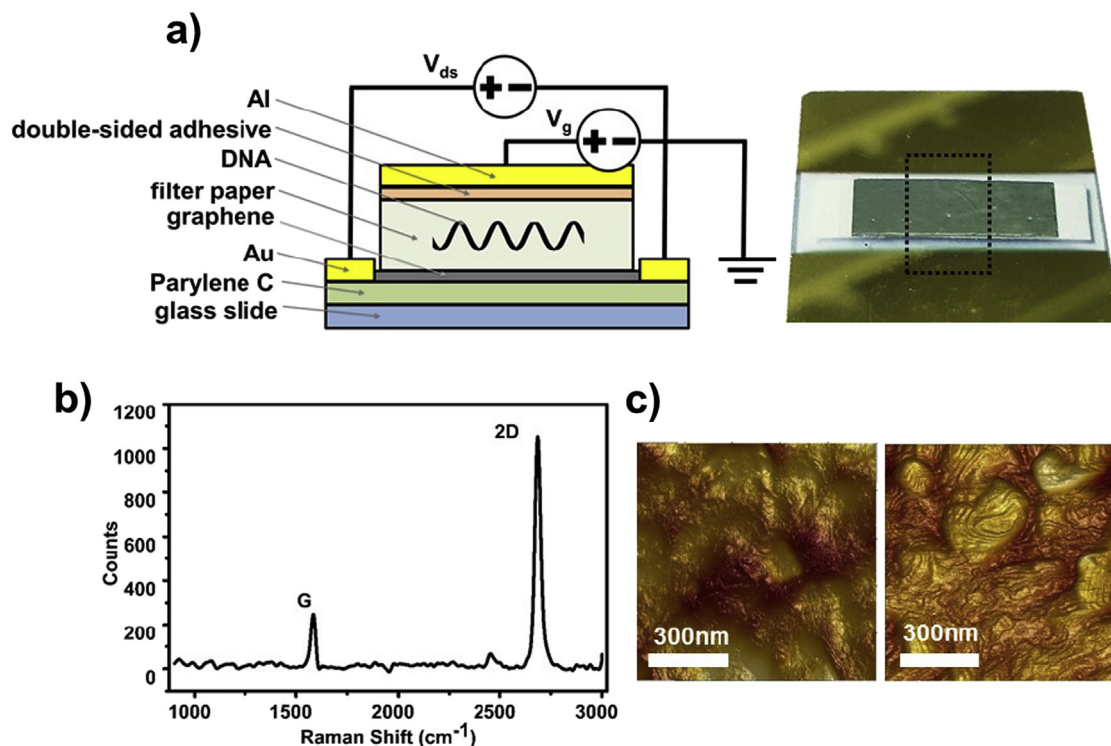 a)
Vds
Vg
Al
double-sided adhesive
DNA
filter paper
graphene
Au
Parylene C
glass slide
b)
1200
1000
800
600
400
200
0
Counts
G
2D
1000
1500
2000
2500
3000
Raman Shift (cm-1)
c)
300nm
300nm